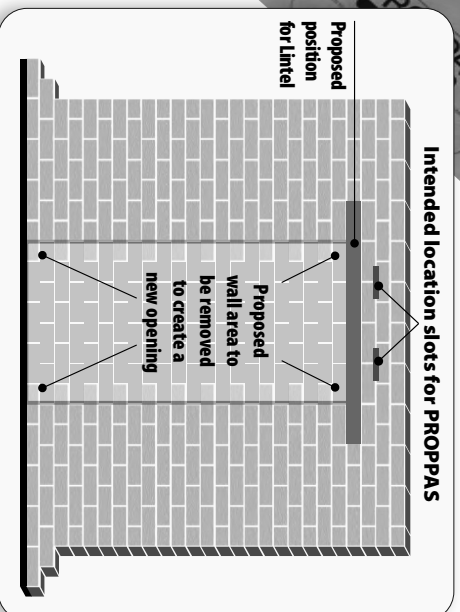 Intended location slots for PROPPAS
Proposed
position
for Lintel
Proposed
wall area to
be removed
to create a
new opening